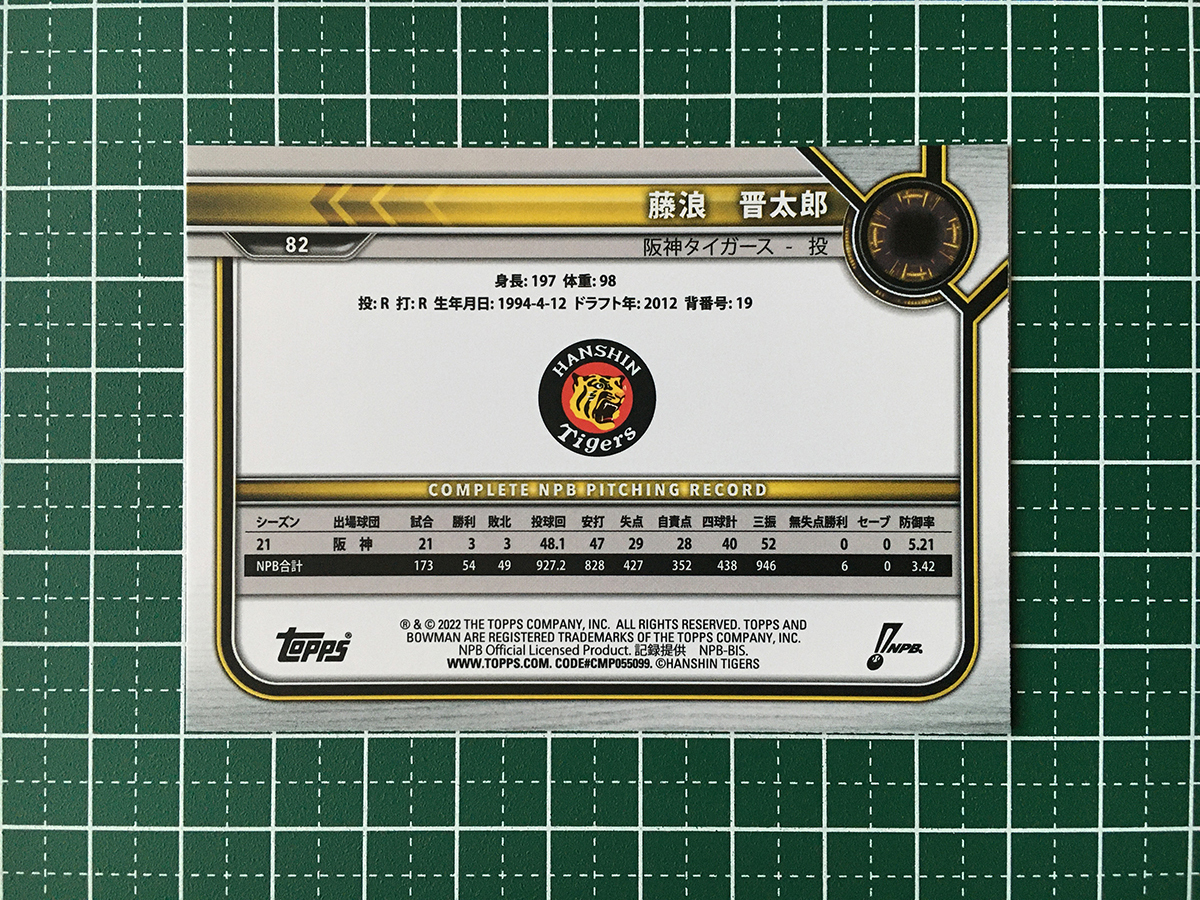 藤浪 晋太郎
82
阪神タイガース - 投
身長: 197 体重: 98
投: R 打: R 生年月日: 1994-4-12 ドラフト年: 2012 背番号: 19
HANSHIN
Tigers
COMPLETE NPB PITCHING RECORD
シーズン 出場球団 試合 勝利 敗北 投球回 安打 失点 自責点 四球計 三振 無失点勝利 セーブ 防御率
21 阪 神 21 3 3 48.1 47 29 28 40 52 0 0 5.21
NPB合計 173 54 49 927.2 828 427 352 438 946 6 0 3.42
® & © 2022 THE TOPPS COMPANY, INC. ALL RIGHTS RESERVED. TOPPS AND
BOWMAN ARE REGISTERED TRADEMARKS OF THE TOPPS COMPANY, INC.
NPB Official Licensed Product. 記録提供 NPB-BIS.
WWW.TOPPS.COM. CODE#CMP055099. ©HANSHIN TIGERS
topps®
NPB.